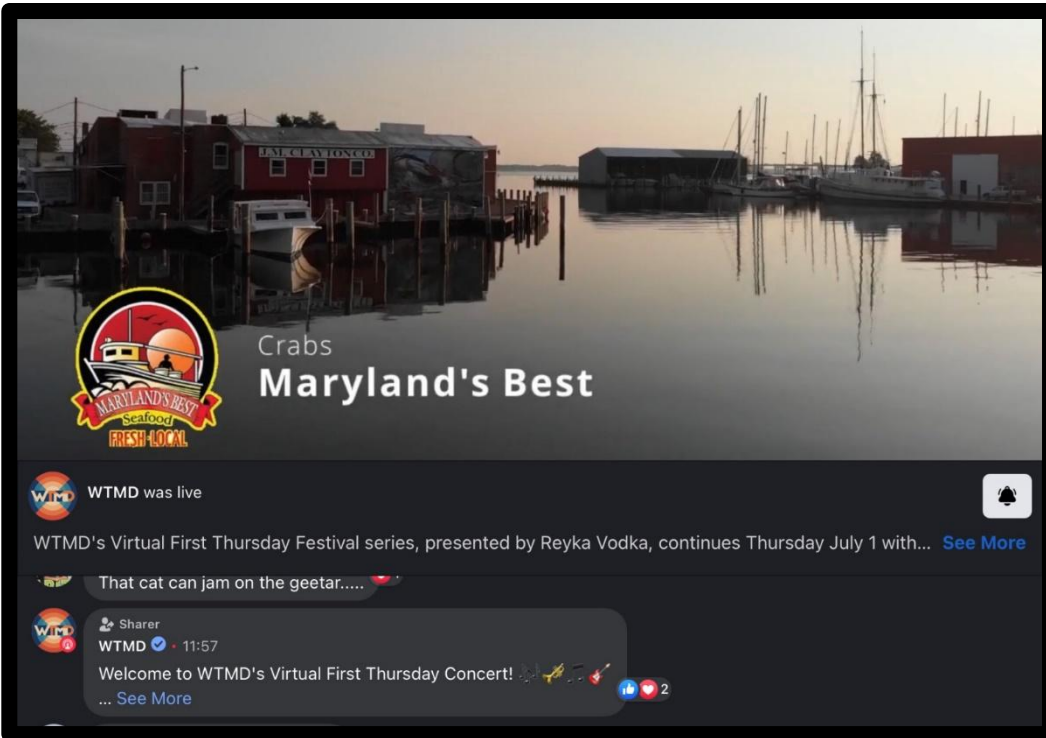 J.M. CLAYTON CO.
Crabs
Maryland's Best
MARYLAND'S BEST
Seafood
FRESH-LOCAL
WTMD
WTMD was live
WTMD's Virtual First Thursday Festival series, presented by Reyka Vodka, continues Thursday July 1 with... See More
That cat can jam on the geetar.....
Sharer
WTMD
WTMD • 11:57
Welcome to WTMD's Virtual First Thursday Concert!
... See More
2